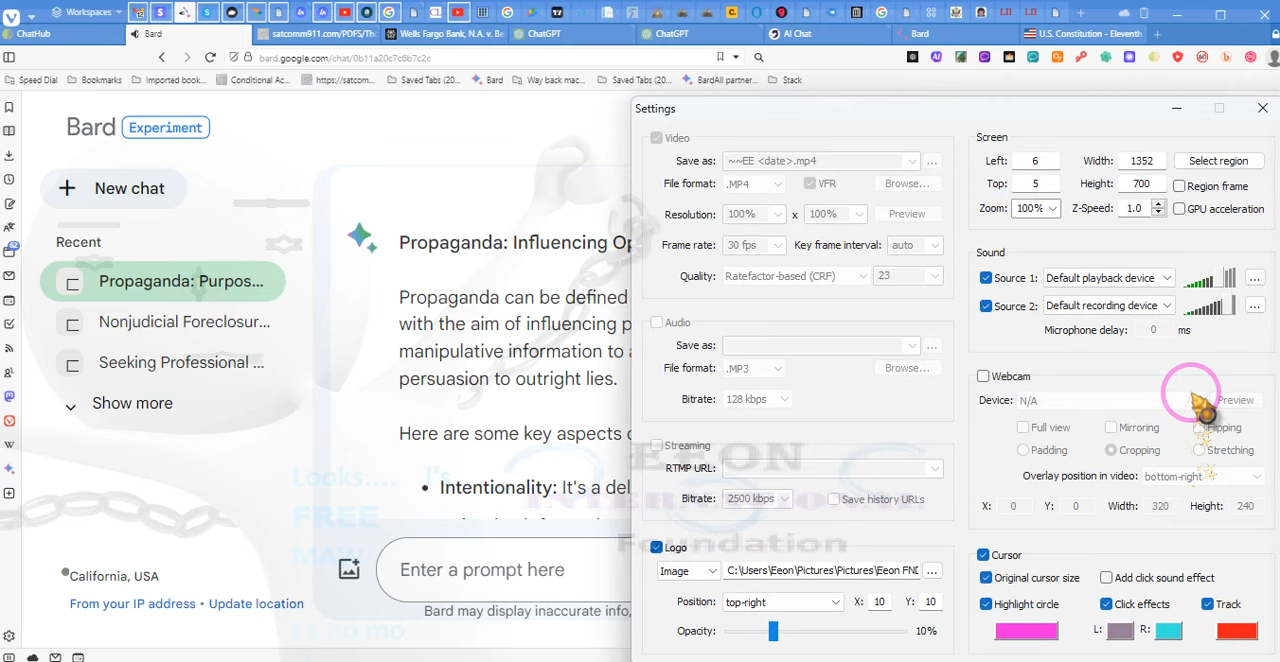 Workspaces
ChatHub
Bard
satcomm911.com/PDFS/Th
Wells Fargo Bank, N.A. v. Be
ChatGPT
ChatGPT
AI Chat
Bard
U.S. Constitution - Eleventh
bard.google.com/chat/0b11a20c7c6b7c2c
Speed Dial
Bookmarks
Imported book...
Conditional Ac...
https://satcom...
Saved Tabs (20...
Bard
Way back mac...
Saved Tabs (20...
BardAll partner...
Stack
Bard
Experiment
New chat
Recent
Propaganda: Purpos...
Nonjudicial Foreclosur...
Seeking Professional ...
Show more
California, USA
From your IP address • Update location
Propaganda: Influencing Op
Propaganda can be defined
with the aim of influencing p
manipulative information to a
persuasion to outright lies.
Here are some key aspects o
• Intentionality: It's a del
Enter a prompt here
Bard may display inaccurate info,
Looks.... I's
FREE
MAW
I's no mo
EEON
INTERNATIONAL
Foundation
Settings
Video
Save as: ~~EE <date>.mp4 ...
File format: .MP4 VFR Browse...
Resolution: 100% x 100% Preview
Frame rate: 30 fps Key frame interval: auto
Quality: Ratefactor-based (CRF) 23
Audio
Save as: ...
File format: .MP3 Browse...
Bitrate: 128 kbps
Streaming
RTMP URL:
Bitrate: 2500 kbps Save history URLs
Logo
Image C:\Users\Eeon\Pictures\Pictures\Eeon FND ...
Position: top-right X: 10 Y: 10
Opacity: 10%
Screen
Left: 6 Width: 1352 Select region
Top: 5 Height: 700 Region frame
Zoom: 100% Z-Speed: 1.0 GPU acceleration
Sound
Source 1: Default playback device ...
Source 2: Default recording device ...
Microphone delay: 0 ms
Webcam
Device: N/A Preview
Full view Mirroring Flipping
Padding Cropping Stretching
Overlay position in video: bottom-right
X: 0 Y: 0 Width: 320 Height: 240
Cursor
Original cursor size Add click sound effect
Highlight circle Click effects Track
L: R: